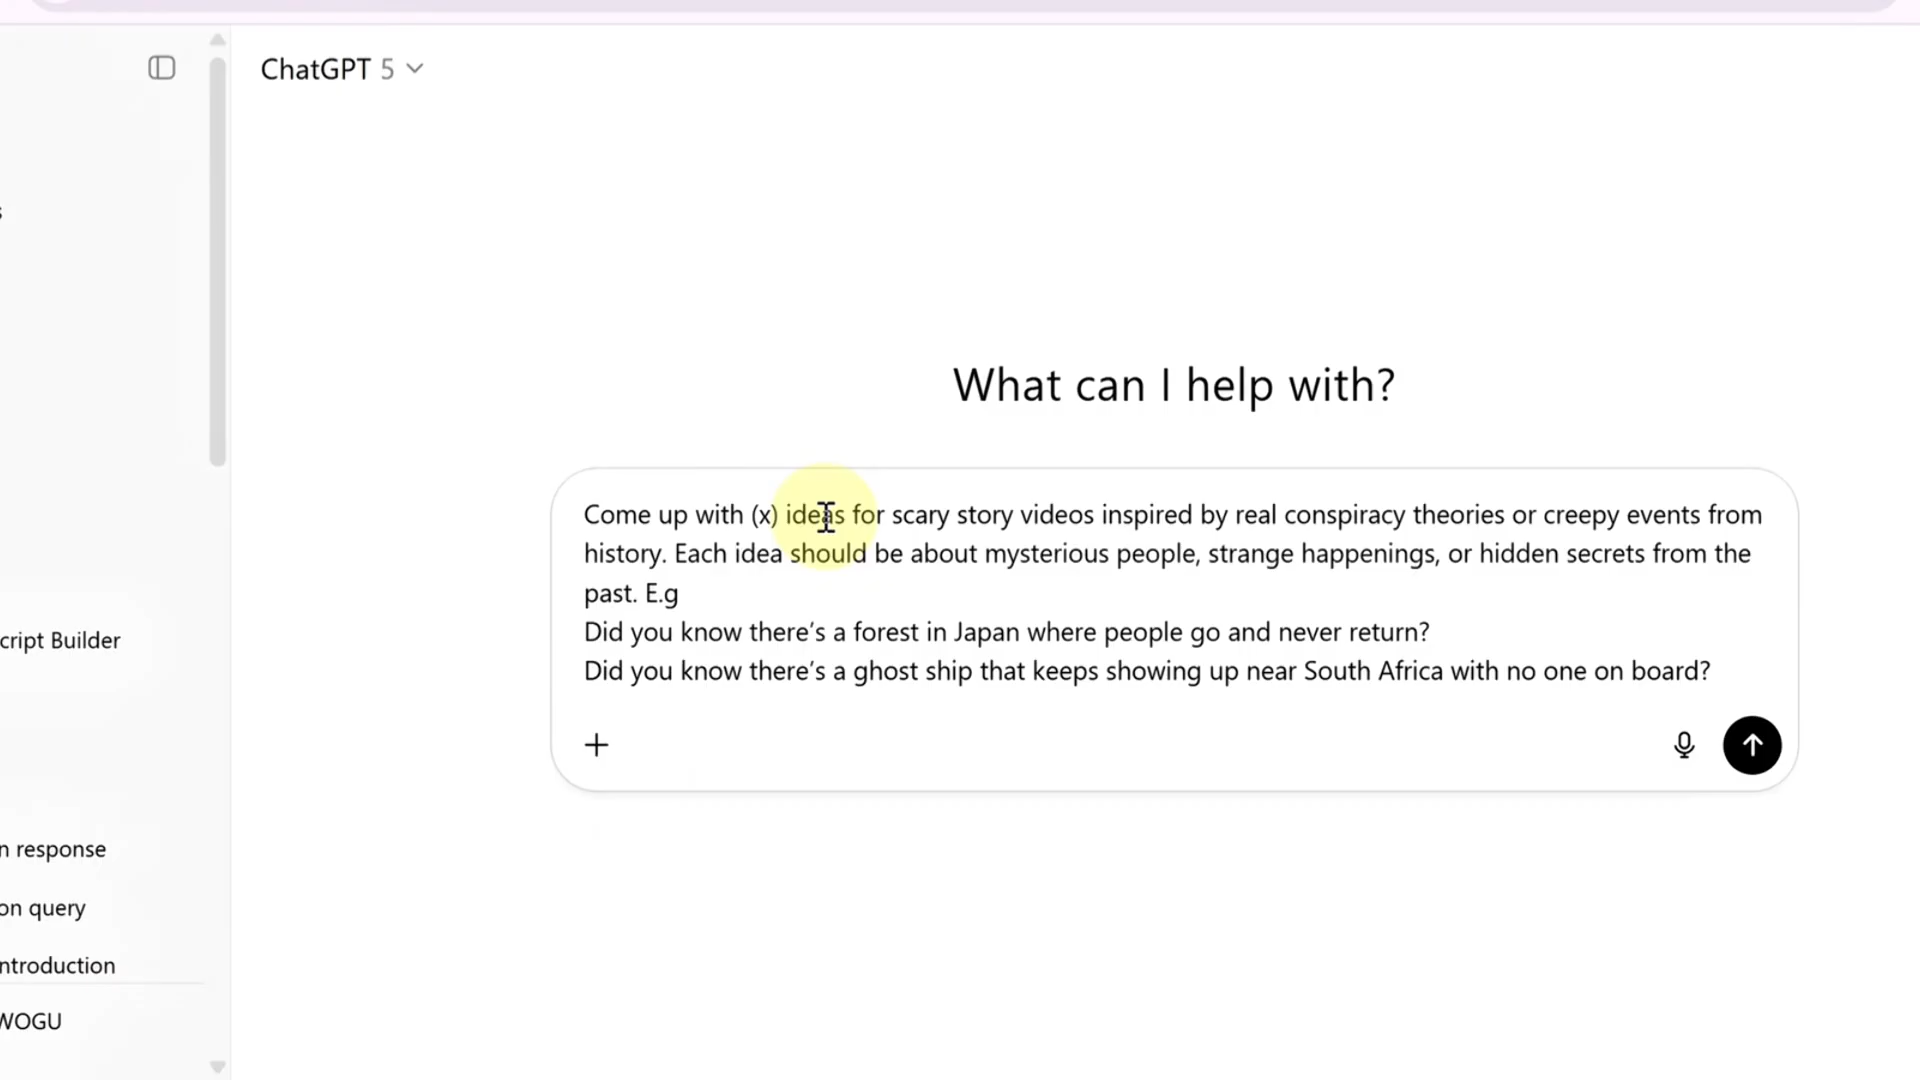 ChatGPT 5
What can I help with?
Come up with (x) ideas for scary story videos inspired by real conspiracy theories or creepy events from
history. Each idea should be about mysterious people, strange happenings, or hidden secrets from the
past. E.g
Did you know there’s a forest in Japan where people go and never return?
Did you know there’s a ghost ship that keeps showing up near South Africa with no one on board?
s
cript Builder
n response
on query
ntroduction
WOGU